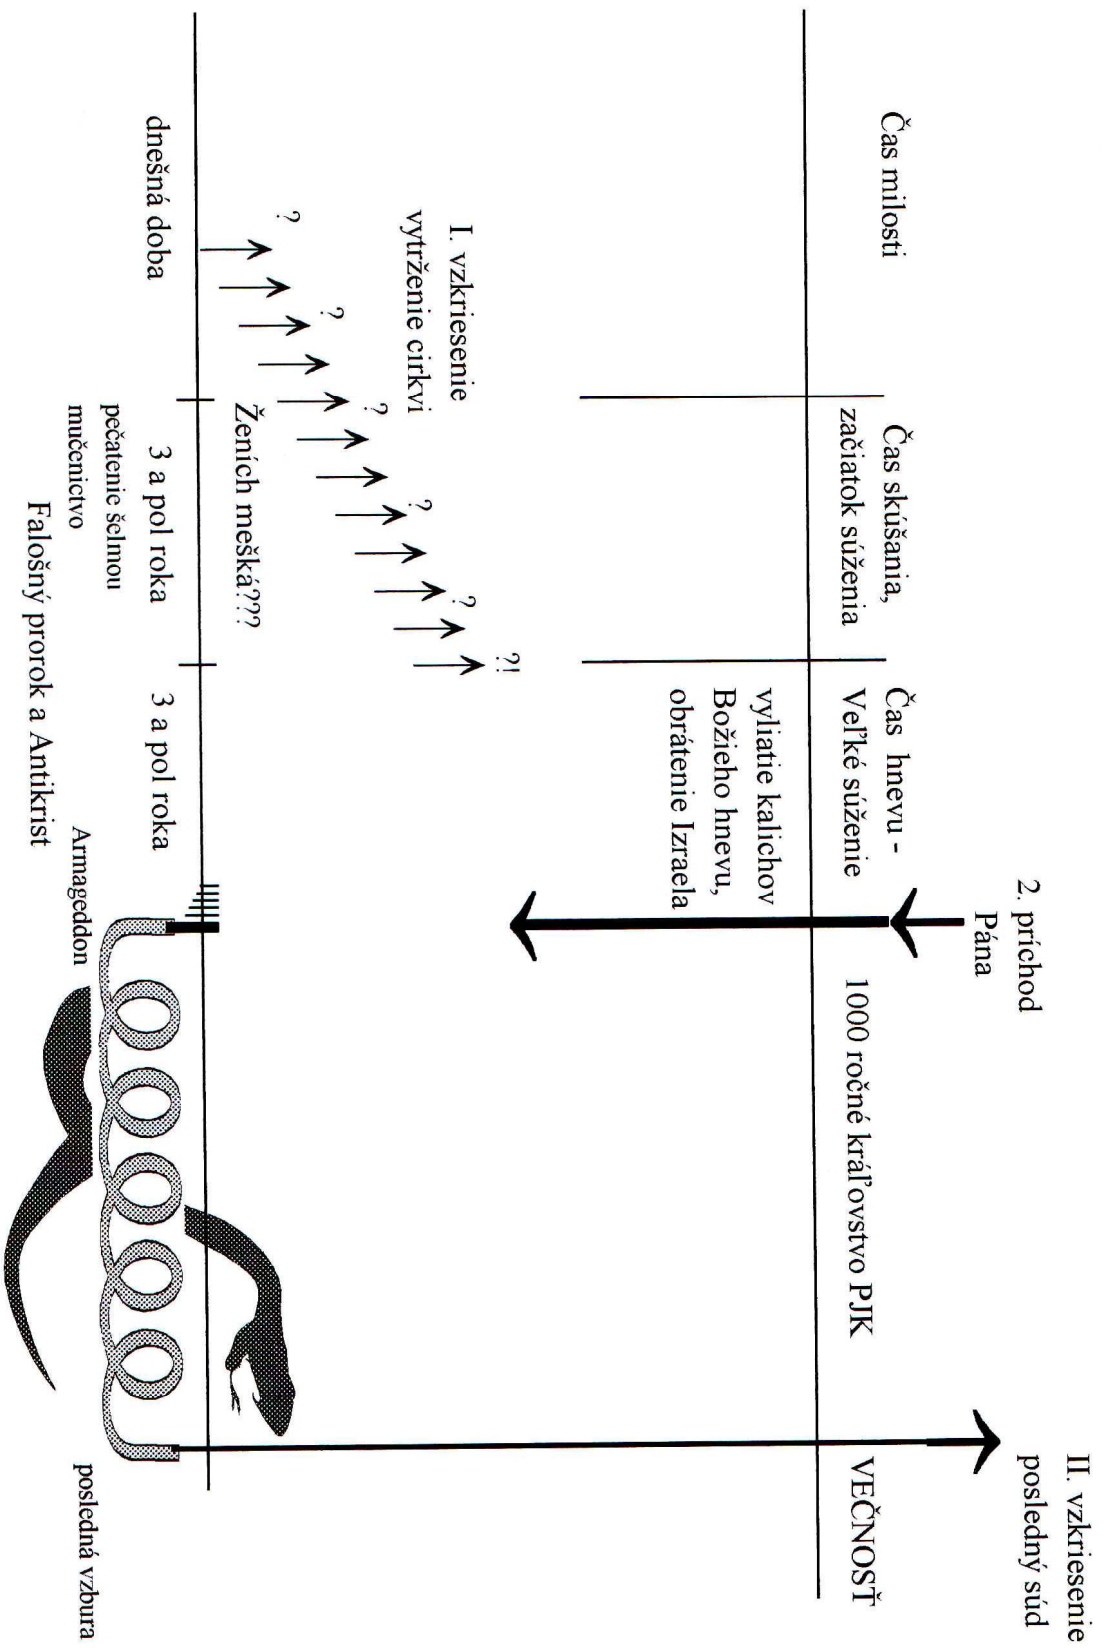 II. vzkriesenie
posledný súd
2. príchod
Pána
Čas milosti
Čas skúšania,
začiatok súženia
Čas hnevu -
Veľké súženie
1000 ročné kráľovstvo PJK
VEČNOSŤ
vyliatie kalichov
Božieho hnevu,
obrátenie Izraela
I. vzkriesenie
vytrženie cirkvi
?!
?
?
?
?
?
?
Ženích mešká???
dnešná doba
3 a pol roka
3 a pol roka
pečatenie šelmou
mučenictvo
Armageddon
posledná vzbura
Falošný prorok a Antikrist